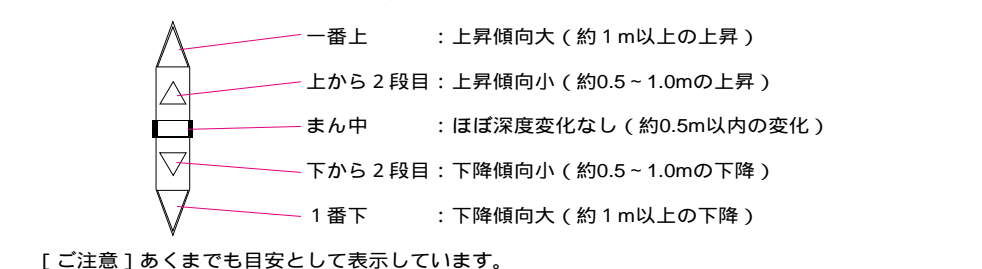 一番上　　　：上昇傾向大（約１m以上の上昇）
上から２段目：上昇傾向小（約0.5～1.0mの上昇）
まん中　　　：ほぼ深度変化なし（約0.5m以内の変化）
下から２段目：下降傾向小（約0.5～1.0mの下降）
１番下　　　：下降傾向大（約１m以上の下降）
［ご注意］あくまでも目安として表示しています。